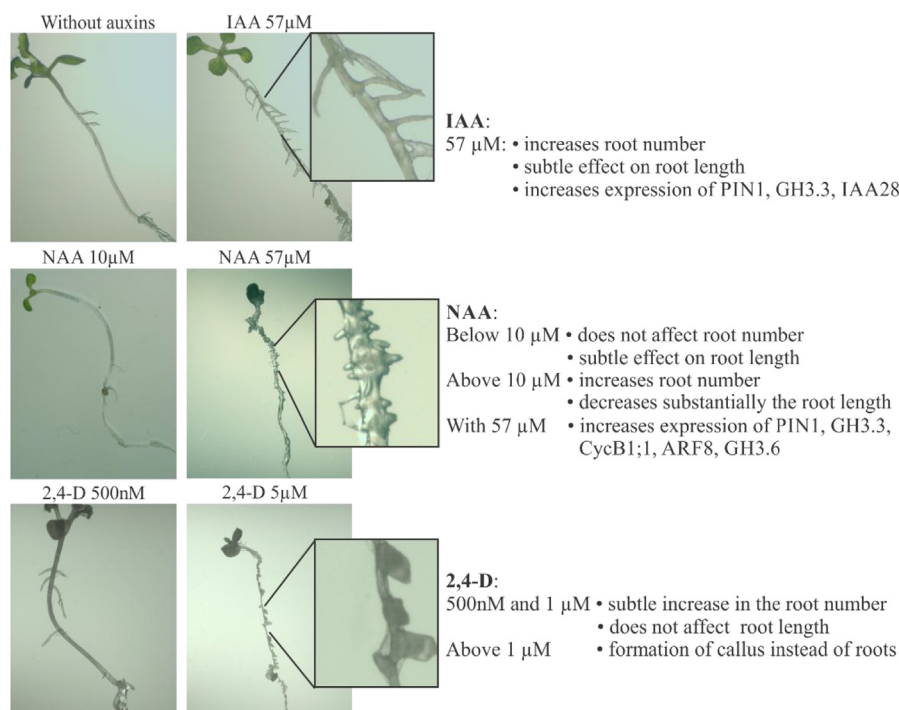 Without auxins
IAA 57µM
IAA:
57 µM: • increases root number
• subtle effect on root length
• increases expression of PIN1, GH3.3, IAA28
NAA 10µM
NAA 57µM
NAA:
Below 10 µM • does not affect root number
• subtle effect on root length
Above 10 µM • increases root number
• decreases substantially the root length
With 57 µM • increases expression of PIN1, GH3.3,
CycB1;1, ARF8, GH3.6
2,4-D 500nM
2,4-D 5µM
2,4-D:
500nM and 1 µM • subtle increase in the root number
• does not affect root length
Above 1 µM • formation of callus instead of roots